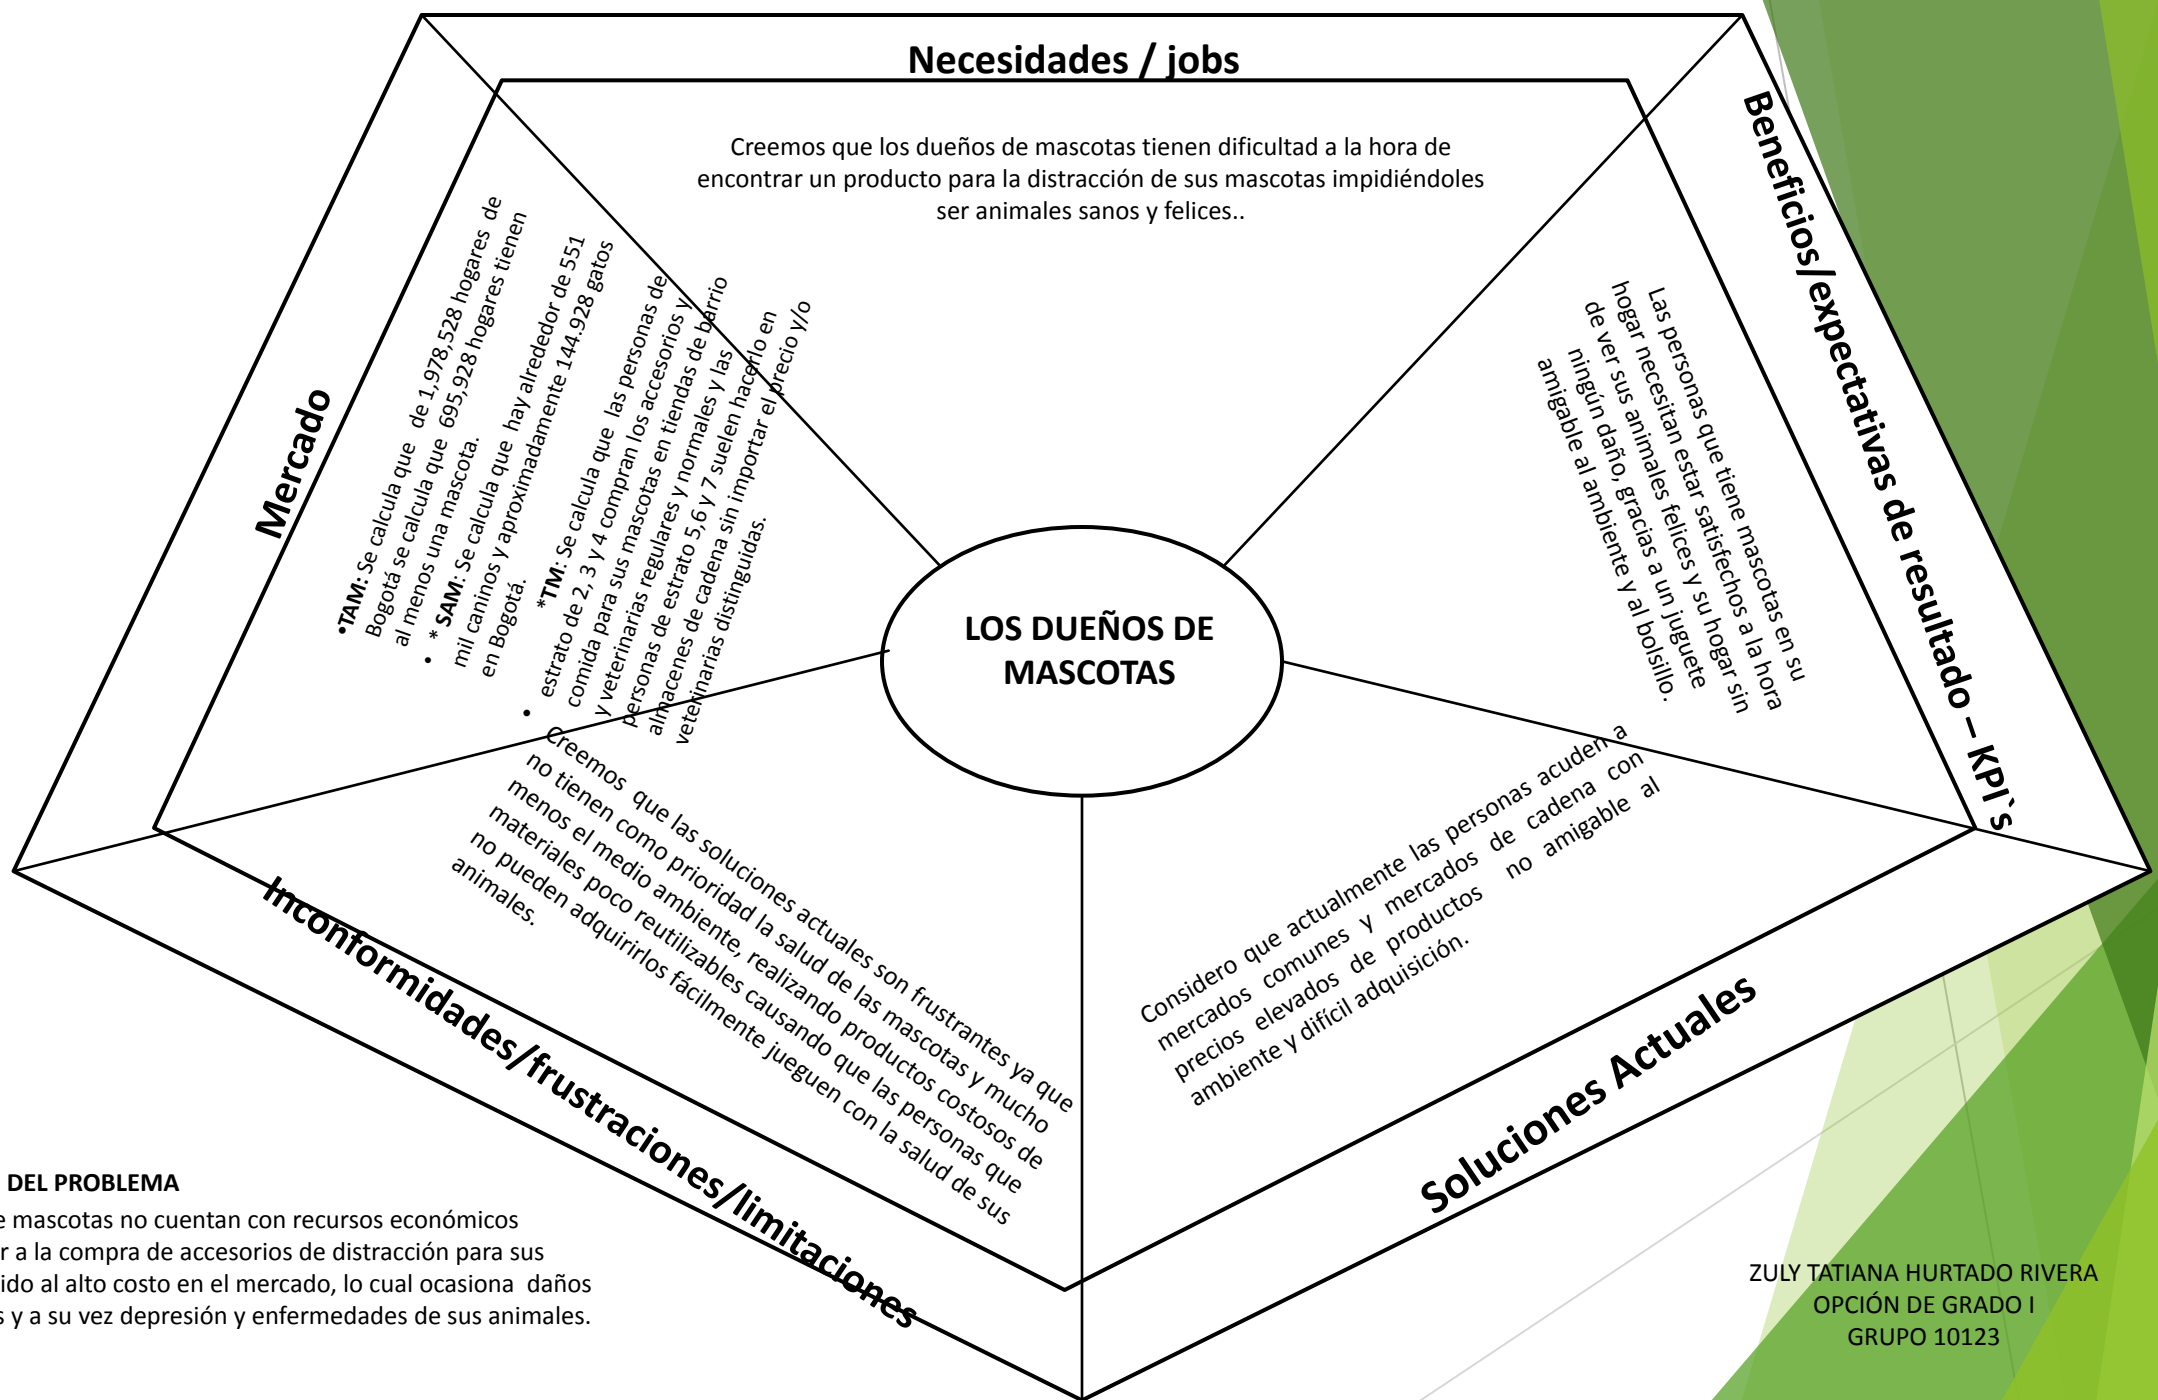 Necesidades / jobs
Creemos que los dueños de mascotas tienen dificultad a la hora de
encontrar un producto para la distracción de sus mascotas impidiéndoles
ser animales sanos y felices..
Beneficios/expectativas de resultado – KPI`s
Las personas que tiene mascotas en su
hogar necesitan estar satisfechos a la hora
de ver sus animales felices y su hogar sin
ningún daño, gracias a un juguete
amigable al ambiente y al bolsillo.
Mercado
•TAM: Se calcula que de 1,978,528 hogares de
Bogotá se calcula que 695,928 hogares tienen
al menos una mascota.
• * SAM: Se calcula que hay alrededor de 551
mil caninos y aproximadamente 144.928 gatos
en Bogotá.
*TM: Se calcula que las personas de
• estrato de 2, 3 y 4 compran los accesorios y
comida para sus mascotas en tiendas de barrio
y veterinarias regulares y normales y las
personas de estrato 5,6 y 7 suelen hacerlo en
almacenes de cadena sin importar el precio y/o
veterinarias distinguidas.
LOS DUEÑOS DE
MASCOTAS
Inconformidades/frustraciones/limitaciones
Creemos que las soluciones actuales son frustrantes ya que
no tienen como prioridad la salud de las mascotas y mucho
menos el medio ambiente, realizando productos costosos de
materiales poco reutilizables causando que las personas que
no pueden adquirirlos fácilmente jueguen con la salud de sus
animales.
Soluciones Actuales
Considero que actualmente las personas acuden a
mercados comunes y mercados de cadena con
precios elevados de productos no amigable al
ambiente y difícil adquisición.
DEL PROBLEMA
e mascotas no cuentan con recursos económicos
r a la compra de accesorios de distracción para sus
ido al alto costo en el mercado, lo cual ocasiona daños
s y a su vez depresión y enfermedades de sus animales.
ZULY TATIANA HURTADO RIVERA
OPCIÓN DE GRADO I
GRUPO 10123